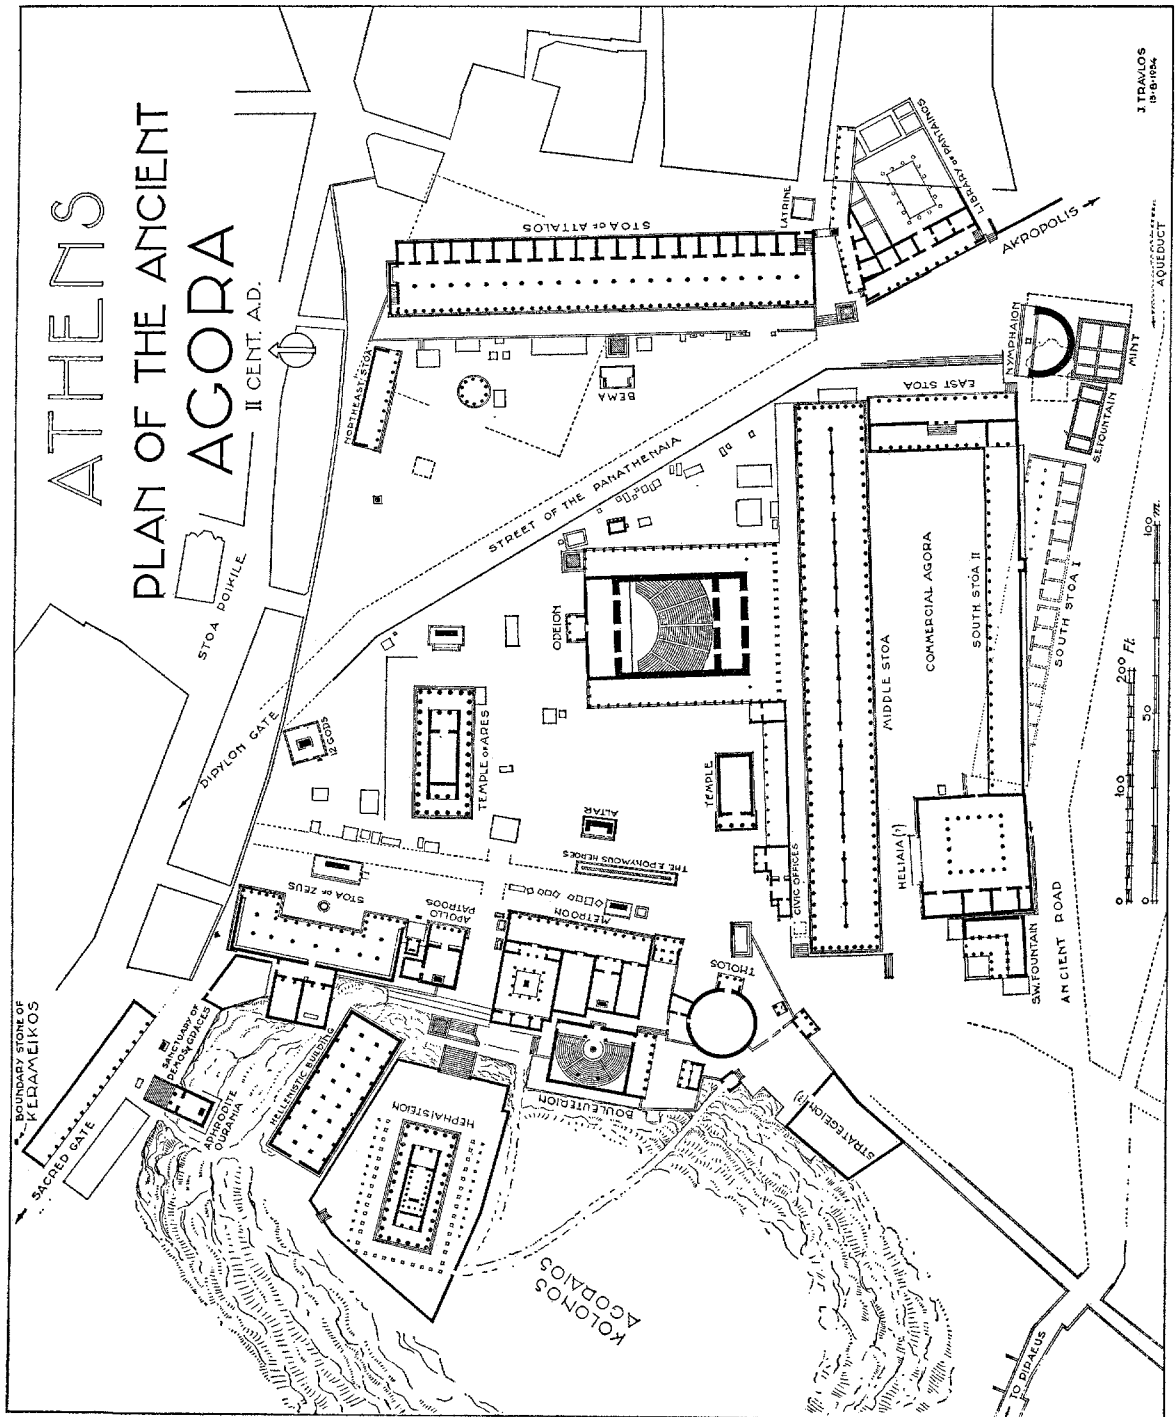 ATHENS
PLAN OF THE ANCIENT
AGORA
II CENT. A.D.
BOUNDARY STONE OF
KERAMEIKOS
SACRED GATE
SANCTUARY OF
DEMOS & GRACES
APHRODITE
OURANIA
HELLENISTIC BUILDING
HEPHAISTEION
KOLONOS
AGORAIOS
STOA POIKILE
DIPYLON GATE
12 GODS
STOA OF ZEUS
APOLLO
PATROOS
METROON
BOULEUTERION
THOLOS
STRATEGEION (?)
THE EPONYMOUS HEROES
ALTAR
TEMPLE OF ARES
TEMPLE
CIVIC OFFICES
ODEION
STREET OF THE PANATHENAIA
NORTHEAST STOA
BEMA
STOA OF ATTALOS
LATRINE
LIBRARY OF PANTAINOS
AKROPOLIS
MIDDLE STOA
COMMERCIAL AGORA
SOUTH STOA II
SOUTH STOA I
EAST STOA
NYMPHAION
MINT
S.E. FOUNTAIN
AQUEDUCT
HELIAIA (?)
S.W. FOUNTAIN
ANCIENT ROAD
TO PIRAEUS
0 100 200 Ft.
0 50 100 m.
J. TRAVLOS